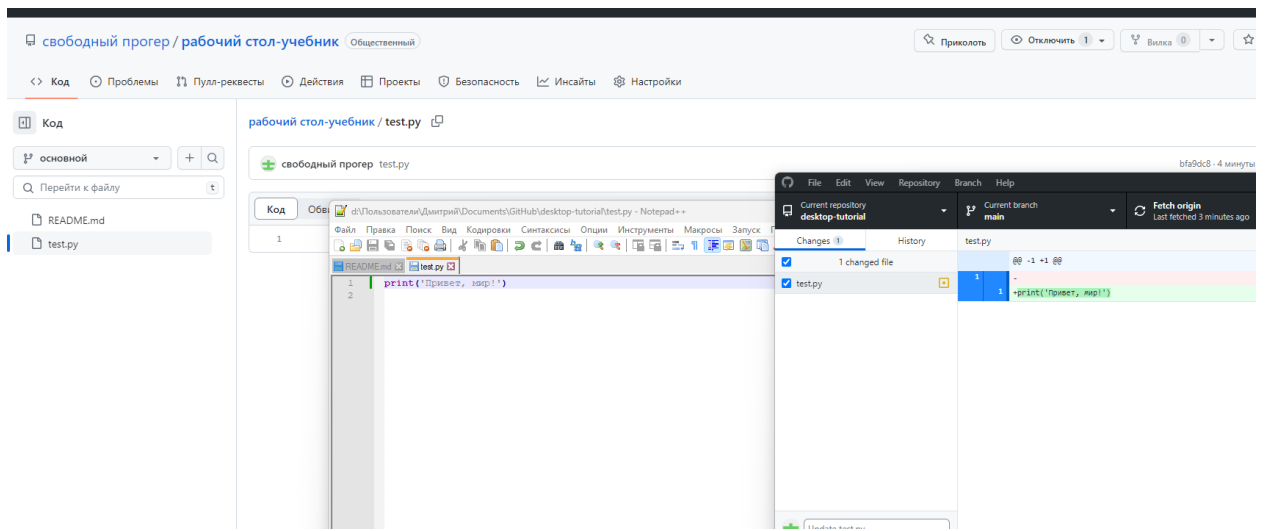 свободный прогер / рабочий стол-учебник Общественный
Приколоть
Отключить 1
Вилка 0
Код
Проблемы
Пулл-реквесты
Действия
Проекты
Безопасность
Инсайты
Настройки
Код
основной
Перейти к файлу
t
README.md
test.py
рабочий стол-учебник / test.py
свободный прогер test.py
bfa9dc8 · 4 минуты
Код
1
d:\Пользователи\Дмитрий\Documents\GitHub\desktop-tutorial\test.py - Notepad++
Файл Правка Поиск Вид Кодировки Синтаксисы Опции Инструменты Макросы Запуск
README.md
test.py
1 print('Привет, мир!')
2
File Edit View Repository Branch Help
Current repository
desktop-tutorial
Current branch
main
Fetch origin
Last fetched 3 minutes ago
Changes 1
History
1 changed file
test.py
test.py
@@ -1 +1 @@
1 -
1 +print('Привет, мир!')
Update test.py